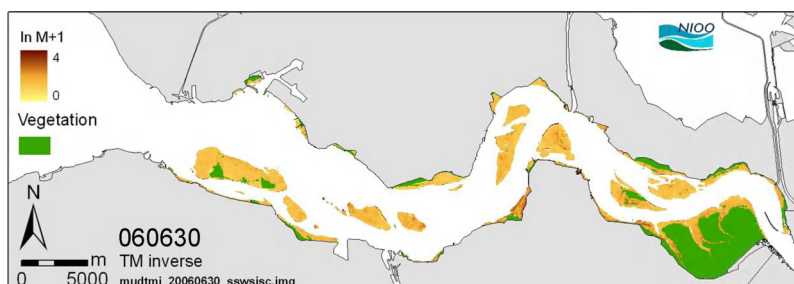 ln M+1
4
0
Vegetation
NIOO
N
060630
TM inverse
m
0 5000
mudtmi_20060630_sswsisc.img